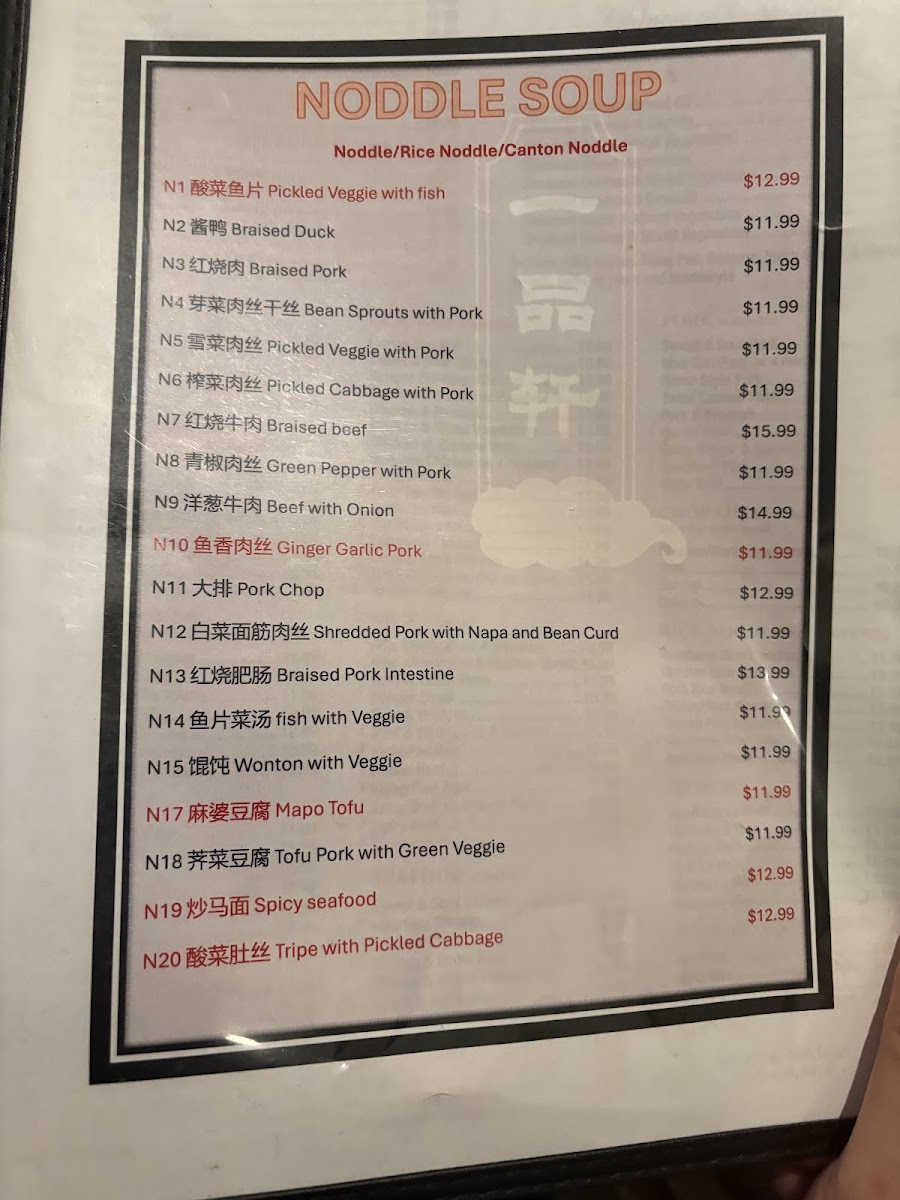 NODDLE SOUP
Noddle/Rice Noddle/Canton Noddle
N1 酸菜鱼片 Pickled Veggie with fish $12.99
N2 酱鸭 Braised Duck $11.99
N3 红烧肉 Braised Pork $11.99
N4 芽菜肉丝干丝 Bean Sprouts with Pork $11.99
N5 雪菜肉丝 Pickled Veggie with Pork $11.99
N6 榨菜肉丝 Pickled Cabbage with Pork $11.99
N7 红烧牛肉 Braised beef $15.99
N8 青椒肉丝 Green Pepper with Pork $11.99
N9 洋葱牛肉 Beef with Onion $14.99
N10 鱼香肉丝 Ginger Garlic Pork $11.99
N11 大排 Pork Chop $12.99
N12 白菜面筋肉丝 Shredded Pork with Napa and Bean Curd $11.99
N13 红烧肥肠 Braised Pork Intestine $13.99
N14 鱼片菜汤 fish with Veggie $11.99
N15 馄饨 Wonton with Veggie $11.99
N17 麻婆豆腐 Mapo Tofu $11.99
N18 荠菜豆腐 Tofu Pork with Green Veggie $11.99
N19 炒马面 Spicy seafood $12.99
N20 酸菜肚丝 Tripe with Pickled Cabbage $12.99
一品轩